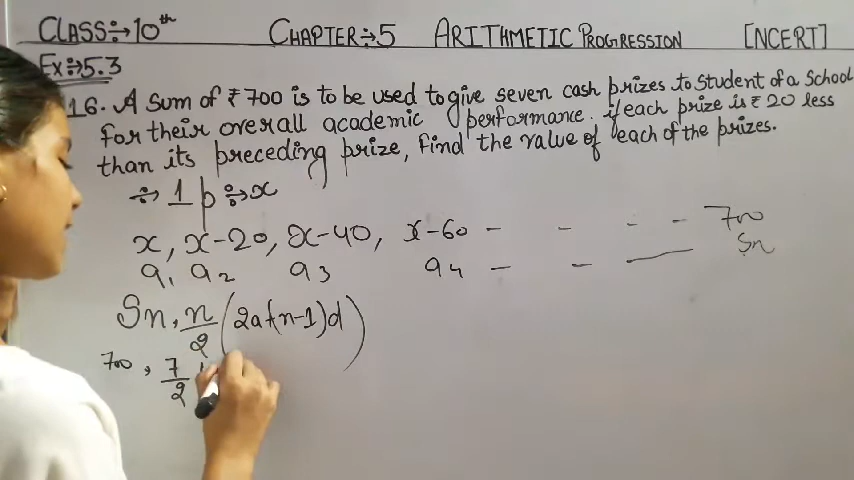 CLASS÷10th CHAPTER÷5 ARITHMETIC PROGRESSION [NCERT]
Ex÷5.3
16. A sum of ₹700 is to be used to give seven cash prizes to student of a school
for their overall academic performance. if each prize is ₹20 less
than its preceding prize, find the value of each of the prizes.
÷ 1 p ÷ x
x, x-20, x-40, x-60 - - - - 700
a1 a2 a3 a4 - - — Sn
Sn, n/2 (2a+(n-1)d)
700, 7/2